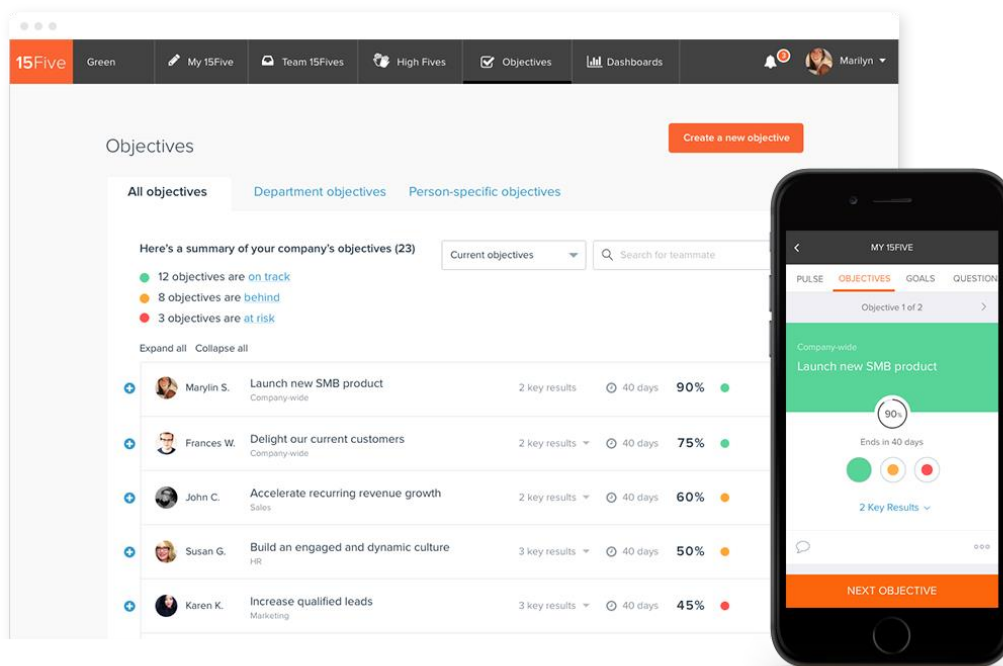 15Five Green My 15Five Team 15Fives High Fives Objectives Dashboards Marilyn
Objectives
Create a new objective
All objectives Department objectives Person-specific objectives
Here's a summary of your company's objectives (23)
Current objectives Search for teammate
12 objectives are on track
8 objectives are behind
3 objectives are at risk
Expand all Collapse all
Marylin S. Launch new SMB product 2 key results 40 days 90%
Company-wide
Frances W. Delight our current customers 2 key results 40 days 75%
Company-wide
John C. Accelerate recurring revenue growth 2 key results 40 days 60%
Sales
Susan G. Build an engaged and dynamic culture 3 key results 40 days 50%
HR
Karen K. Increase qualified leads 3 key results 40 days 45%
Marketing
MY 15FIVE
PULSE OBJECTIVES GOALS QUESTION
Objective 1 of 2
Company-wide
Launch new SMB product
90%
Ends in 40 days
2 Key Results
NEXT OBJECTIVE